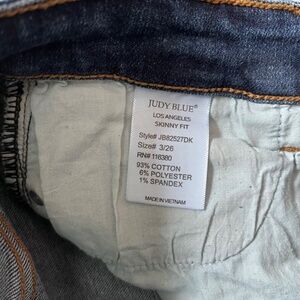 JUDY BLUE®
LOS ANGELES
SKINNY FIT
Style# JB82527DK
Size# 3/26
RN# 116380
93% COTTON
6% POLYESTER
1% SPANDEX
MADE IN VIETNAM